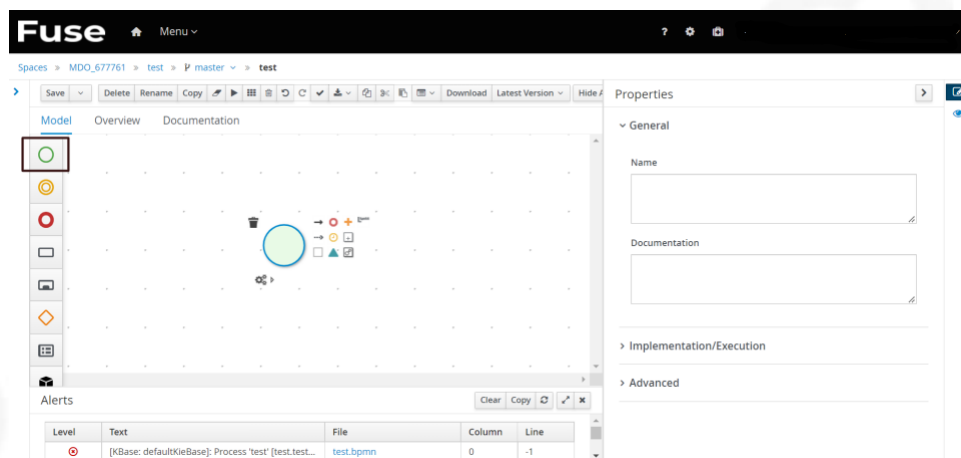 Fuse Menu
Spaces » MDO_677761 » test » master » test
Save Delete Rename Copy Download Latest Version Hide
Properties
Model Overview Documentation
General
Name
Documentation
Implementation/Execution
Advanced
Alerts
Clear Copy
Level Text File Column Line
[KBase: defaultKieBase]: Process 'test' [test.test... test.bpmn 0 -1